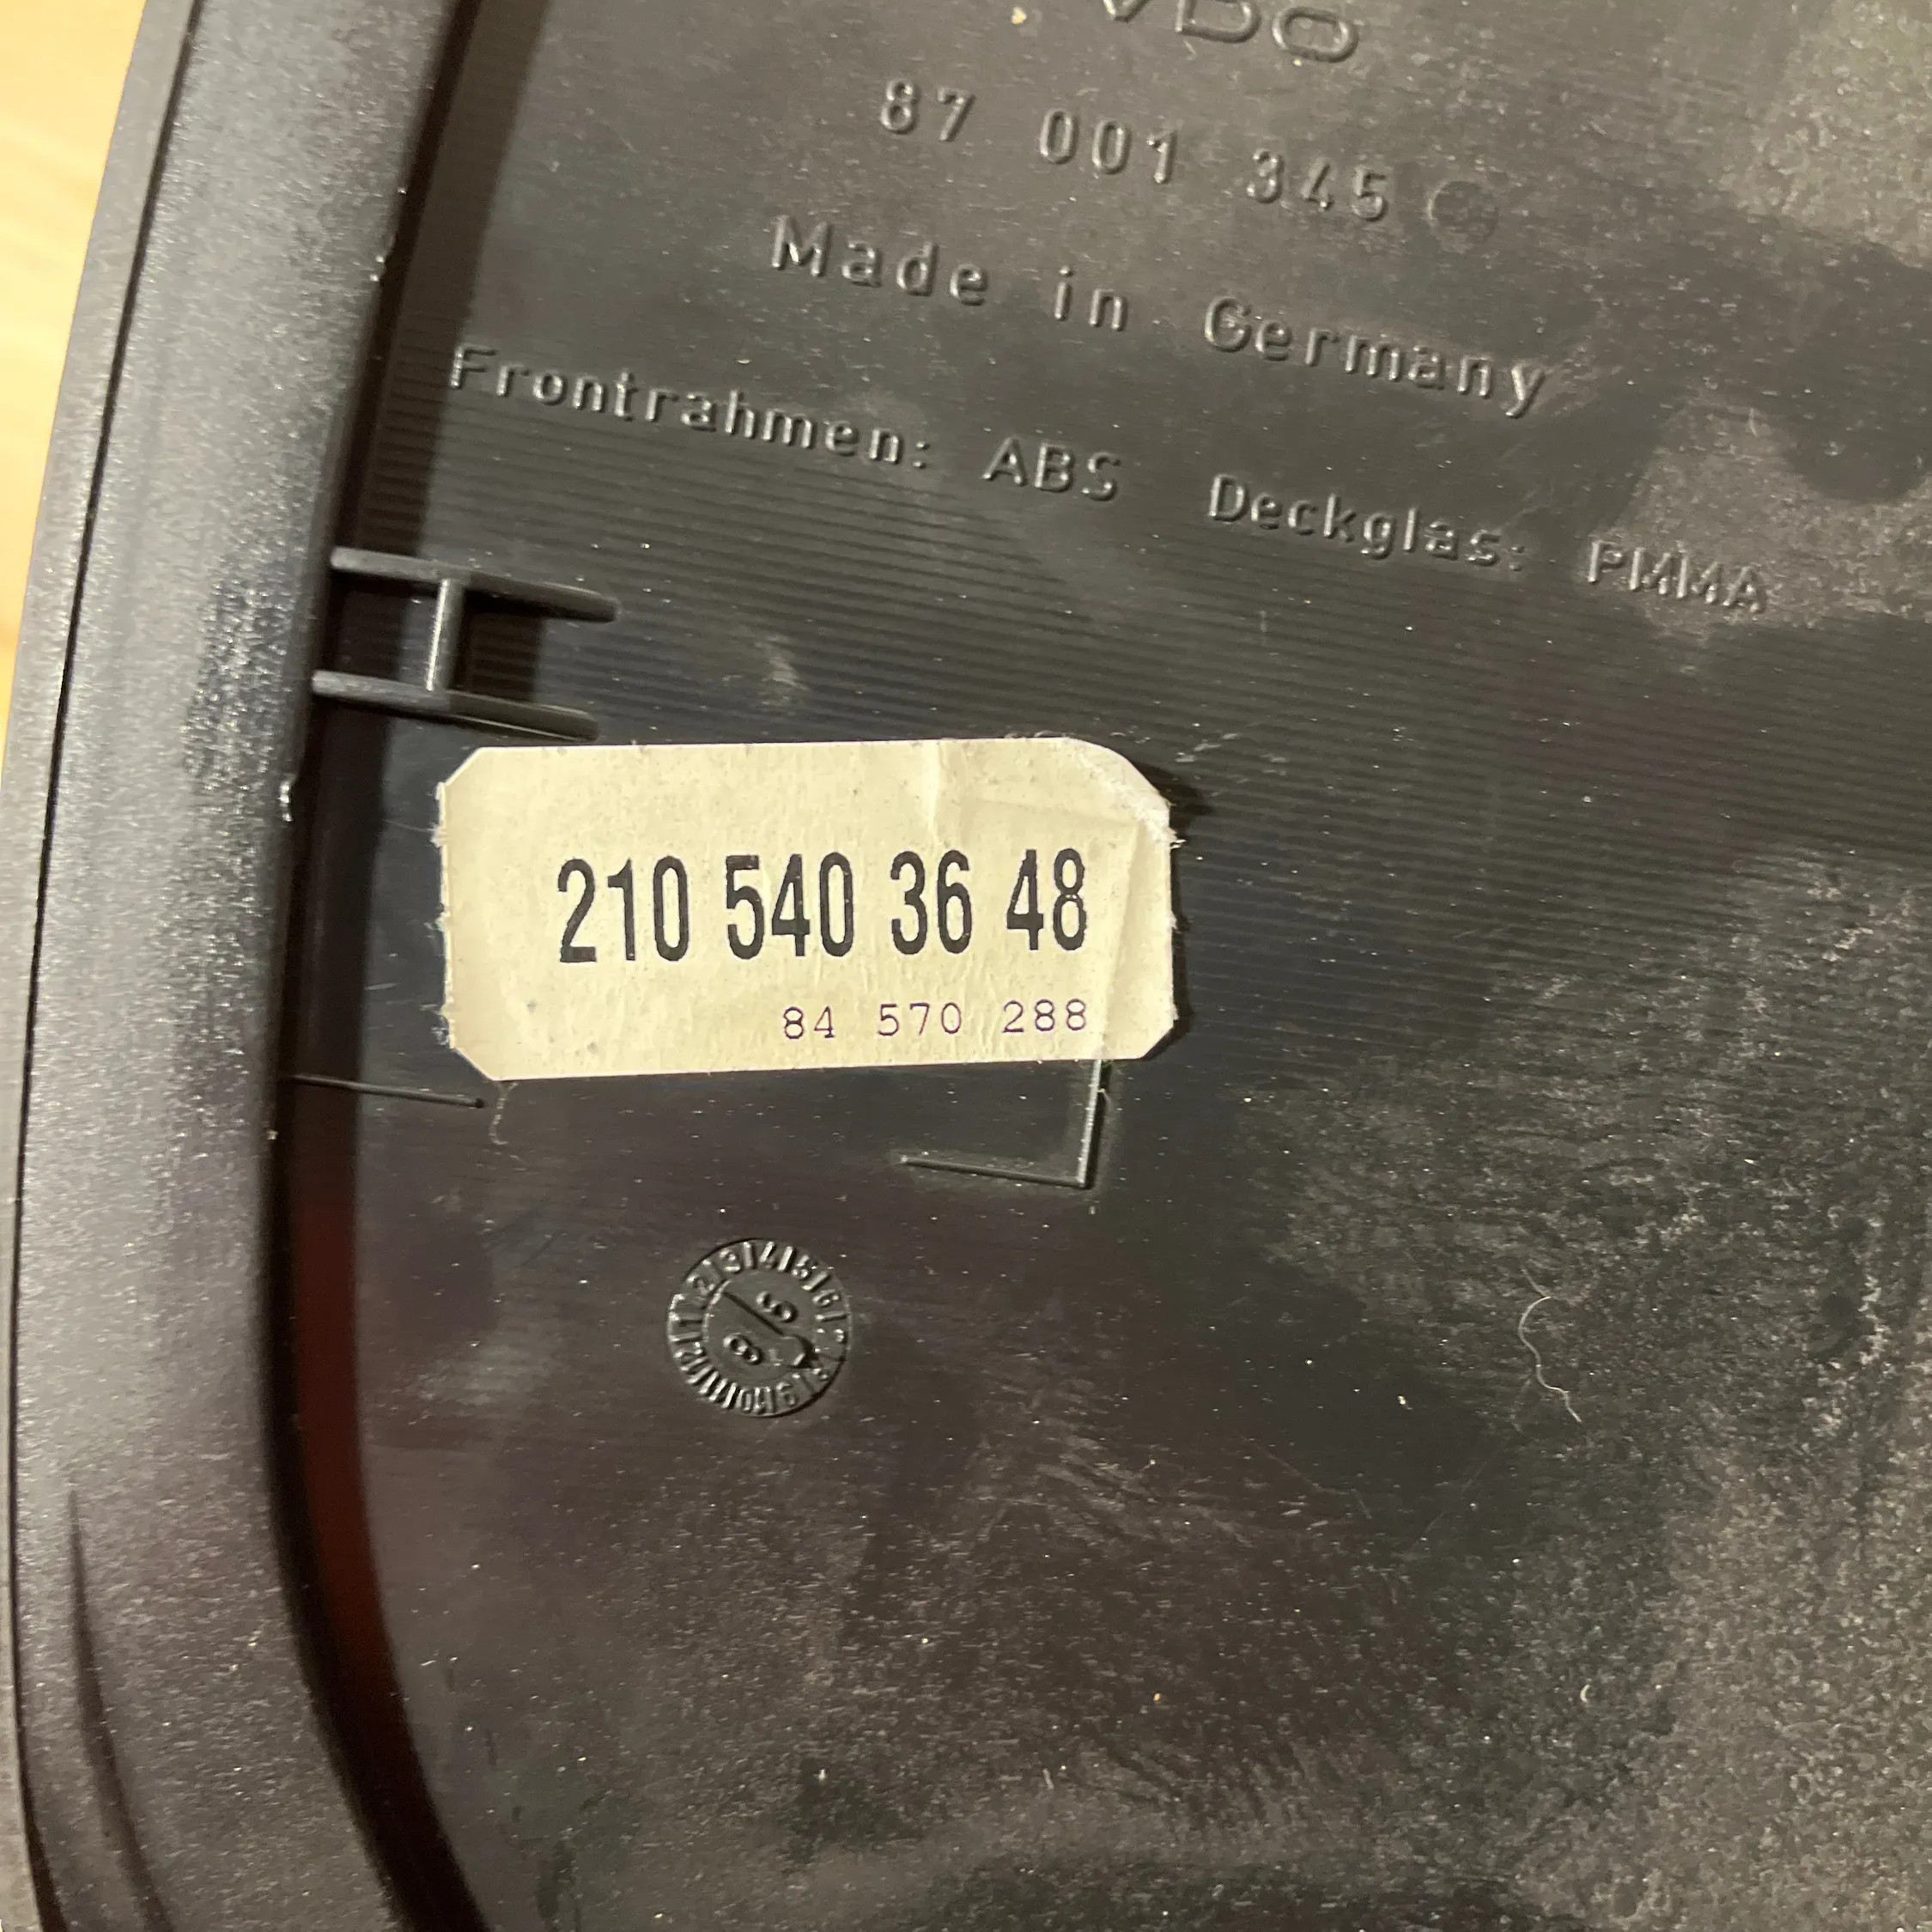 VDO
87 001 345
Made in Germany
Frontrahmen: ABS Deckglas: PMMA
210 540 36 48
84 570 288